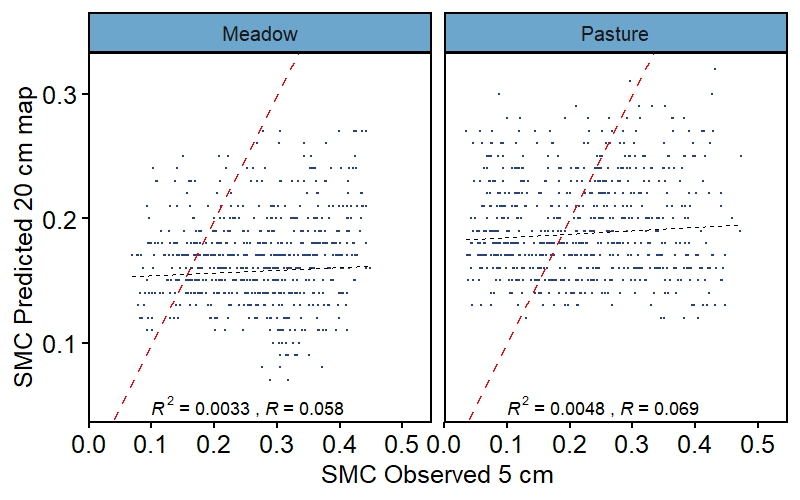 Meadow
Pasture
SMC Predicted 20 cm map
0.3
0.2
0.1
R² = 0.0033 , R = 0.058
R² = 0.0048 , R = 0.069
0.0 0.1 0.2 0.3 0.4 0.5 0.0 0.1 0.2 0.3 0.4 0.5
SMC Observed 5 cm